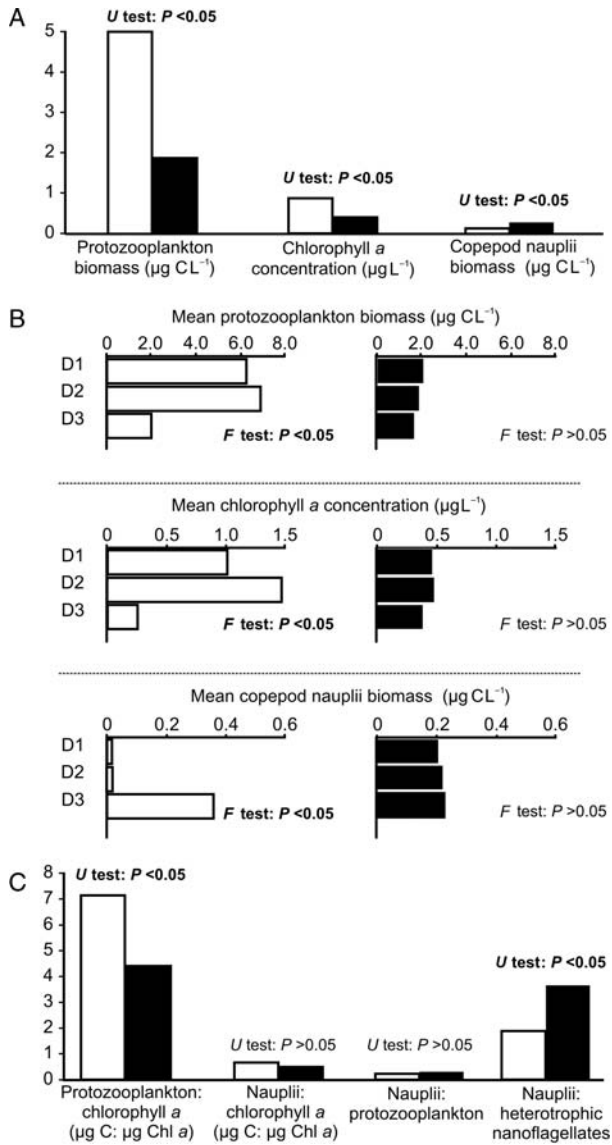 A
U test: P <0.05
5
4
3
2
1
0
U test: P <0.05
U test: P <0.05
Protozooplankton
biomass (µg CL⁻¹)
Chlorophyll a
concentration (µgL⁻¹)
Copepod nauplii
biomass (µg CL⁻¹)
B
Mean protozooplankton biomass (µg CL⁻¹)
0 2.0 4.0 6.0 8.0 0 2.0 4.0 6.0 8.0
D1
D2
D3
F test: P <0.05 F test: P >0.05
Mean chlorophyll a concentration (µgL⁻¹)
0 0.5 1.0 1.5 0 0.5 1.0 1.5
D1
D2
D3
F test: P <0.05 F test: P >0.05
Mean copepod nauplii biomass (µg CL⁻¹)
0 0.2 0.4 0.6 0 0.2 0.4 0.6
D1
D2
D3
F test: P <0.05 F test: P >0.05
C
U test: P <0.05
8
7
6
5
4
3
2
1
0
U test: P >0.05
U test: P >0.05
U test: P <0.05
Protozooplankton:
chlorophyll a
(µg C: µg Chl a)
Nauplii:
chlorophyll a
(µg C: µg Chl a)
Nauplii:
protozooplankton
Nauplii:
heterotrophic
nanoflagellates